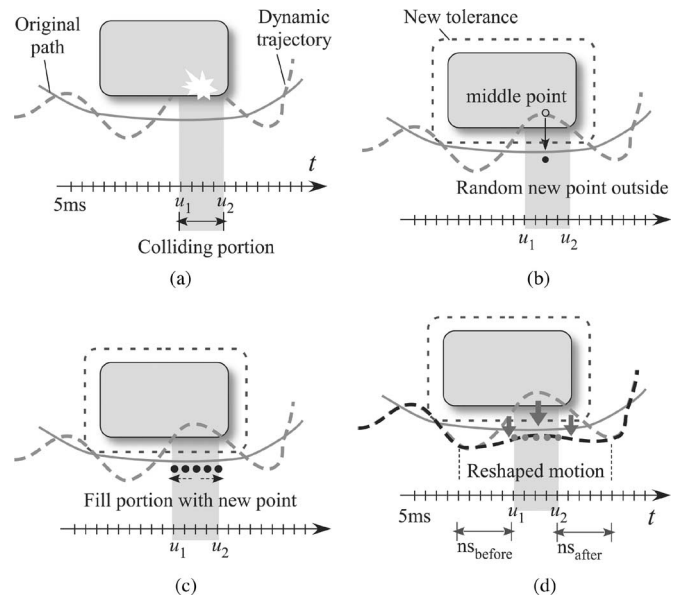 Original
path
Dynamic
trajectory
t
5ms
u1
u2
Colliding portion
(a)
New tolerance
middle point
Random new point outside
u1
u2
(b)
Fill portion with new point
u1
u2
(c)
Reshaped motion
5ms
u1
u2
t
nsbefore
nsafter
(d)